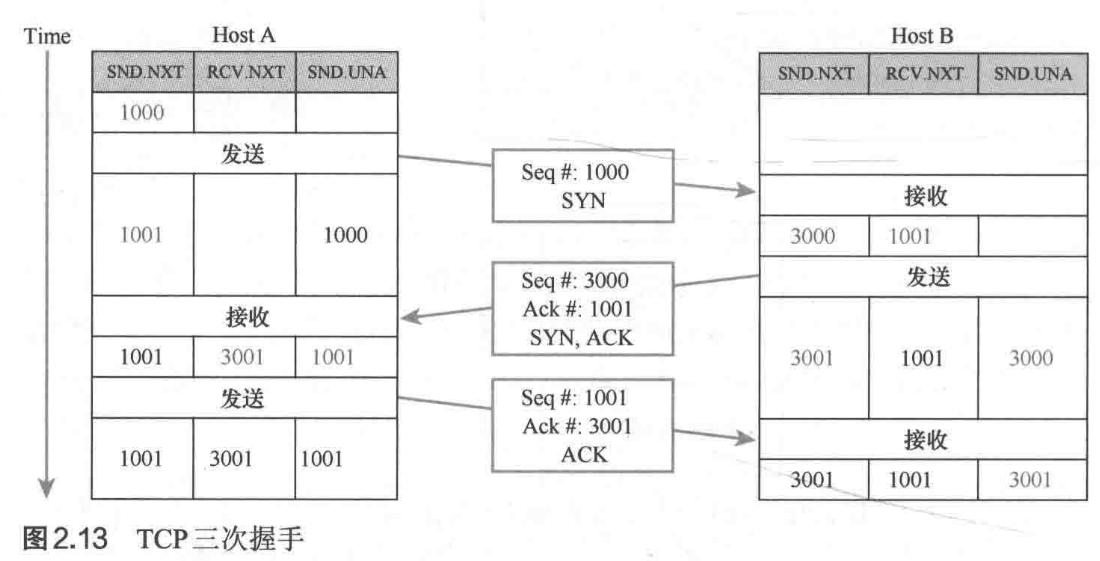 Time
Host A
Host B
SND.NXT RCV.NXT SND.UNA
SND.NXT RCV.NXT SND.UNA
1000
发送
Seq #: 1000
SYN
接收
1001 1000
3000 1001
发送
Seq #: 3000
Ack #: 1001
SYN, ACK
接收
1001 3001 1001
3001 1001 3000
发送
Seq #: 1001
Ack #: 3001
ACK
接收
1001 3001 1001
3001 1001 3001
图2.13 TCP三次握手